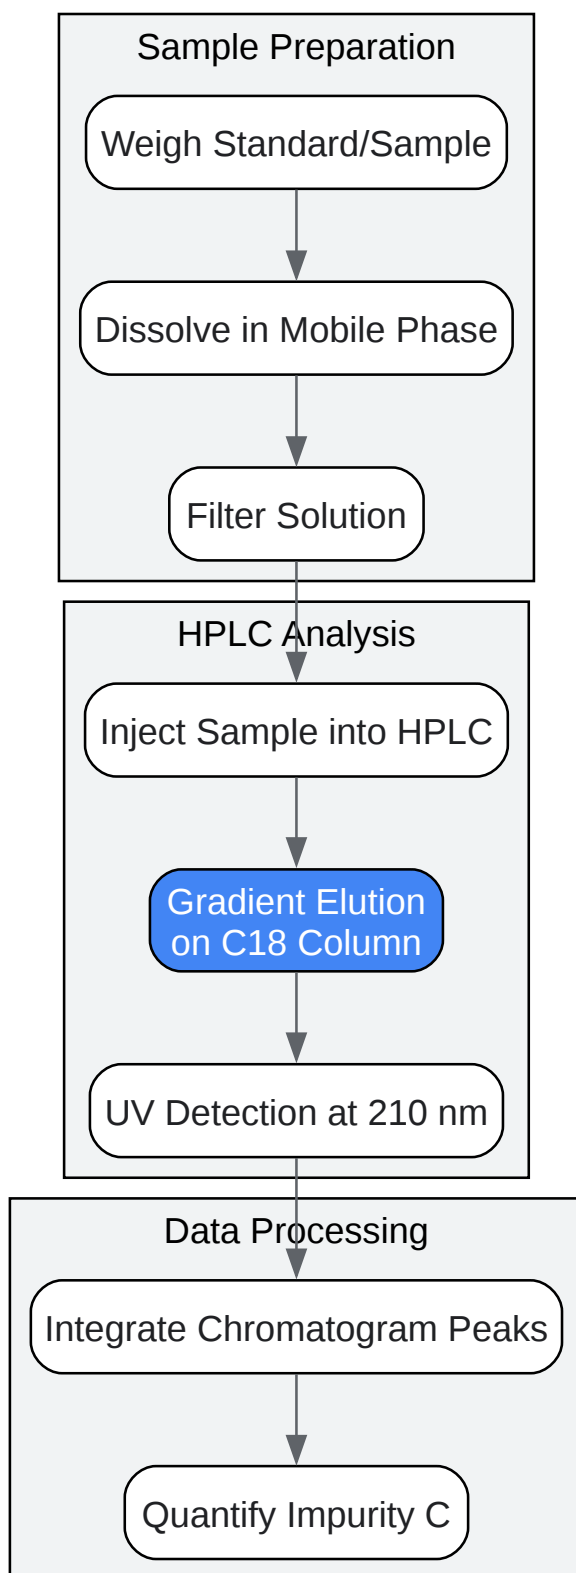 Sample Preparation
Weigh Standard/Sample
Dissolve in Mobile Phase
Filter Solution
HPLC Analysis
Inject Sample into HPLC
Gradient Elution
on C18 Column
UV Detection at 210 nm
Data Processing
Integrate Chromatogram Peaks
Quantify Impurity C